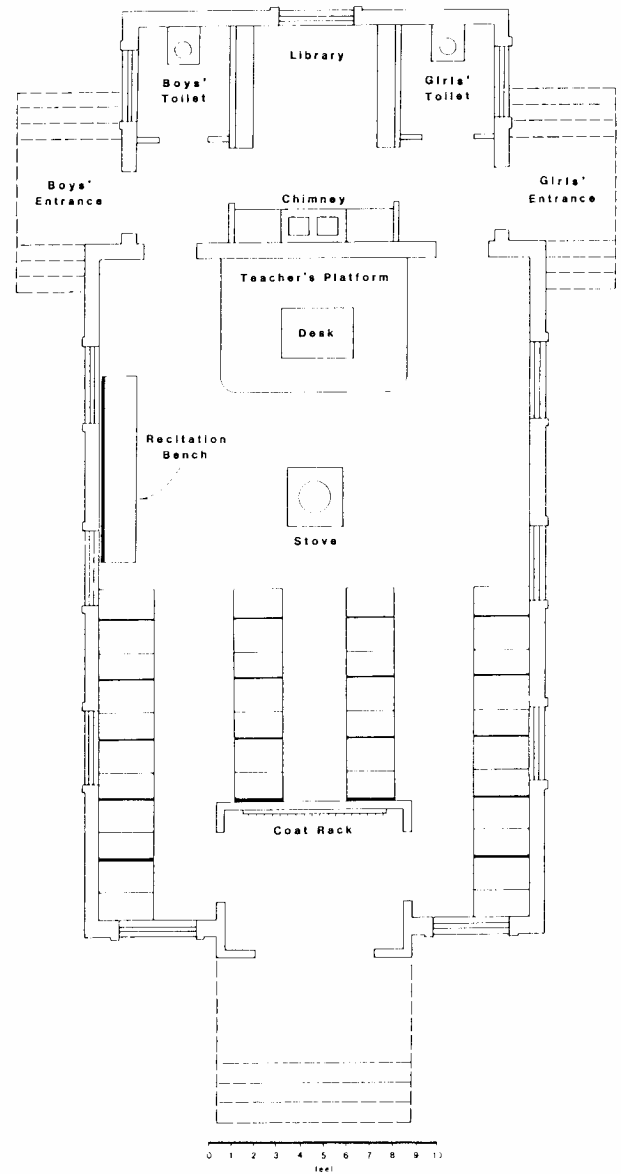 Library
Boys'
Toilet
Girls'
Toilet
Boys'
Entrance
Chimney
Girls'
Entrance
Teacher's Platform
Desk
Recitation
Bench
Stove
Coat Rack
0 1 2 3 4 5 6 7 8 9 10
feet